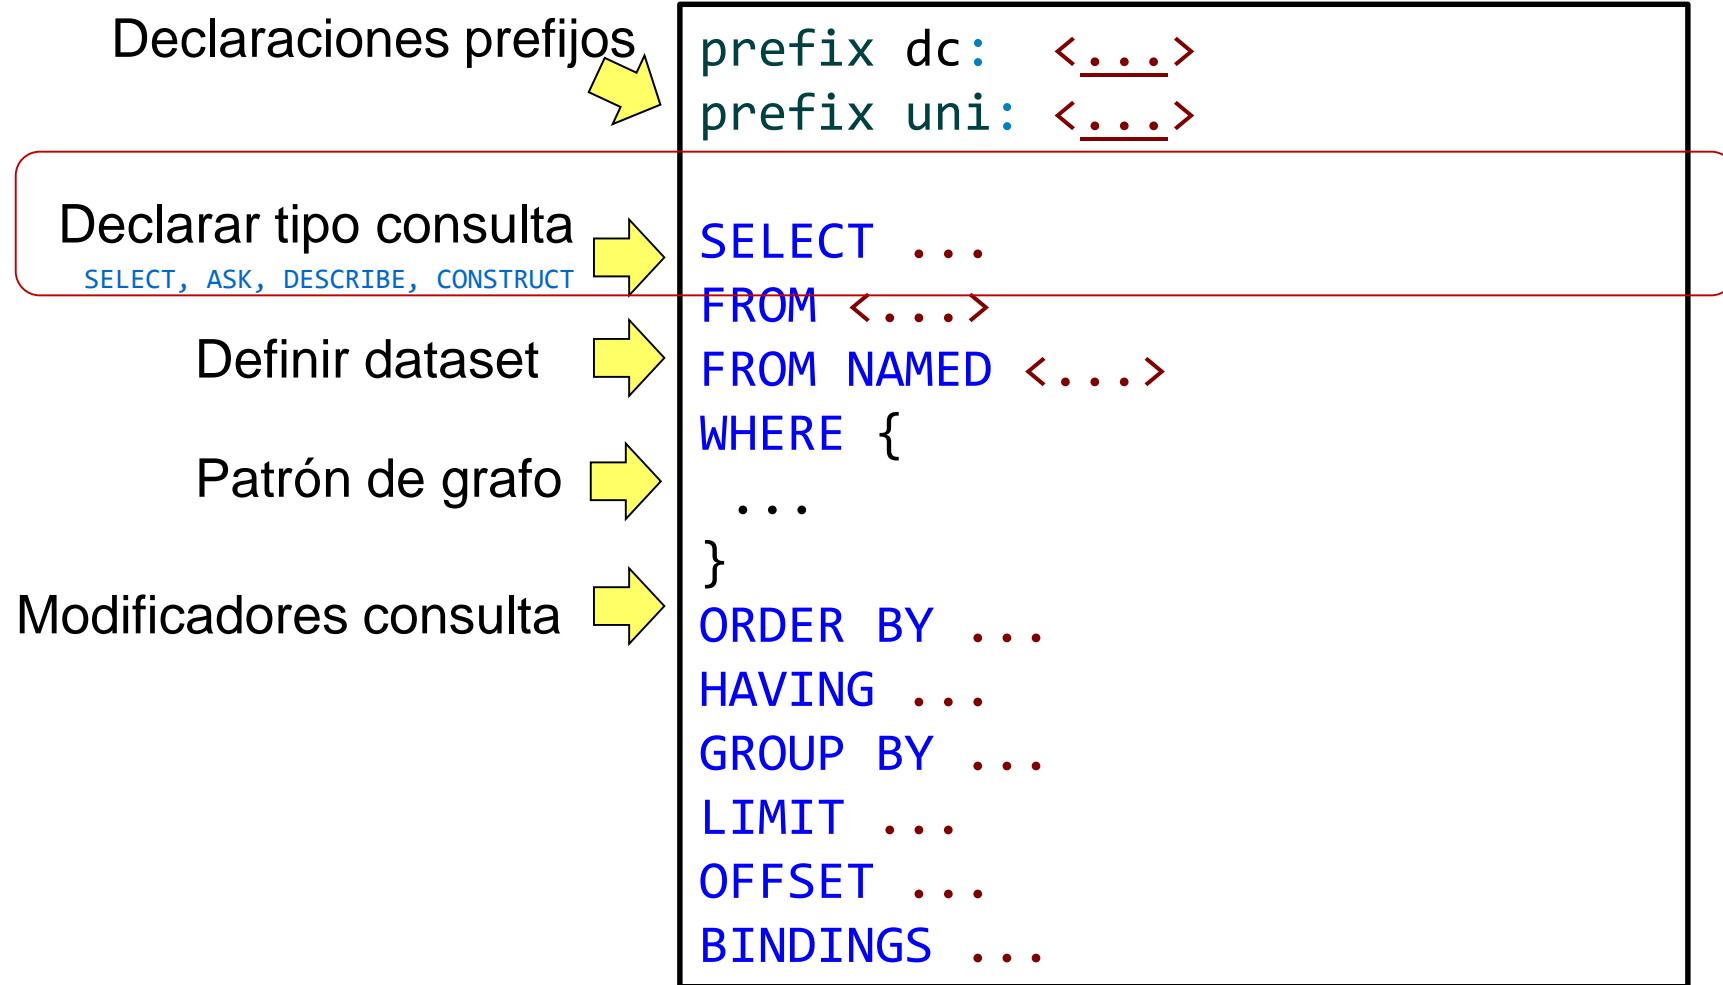 Declaraciones prefijos
prefix dc: <...>
prefix uni: <...>
Declarar tipo consulta
SELECT, ASK, DESCRIBE, CONSTRUCT
SELECT ...
FROM <...>
Definir dataset
FROM NAMED <...>
WHERE {
Patrón de grafo
...
}
Modificadores consulta
ORDER BY ...
HAVING ...
GROUP BY ...
LIMIT ...
OFFSET ...
BINDINGS ...